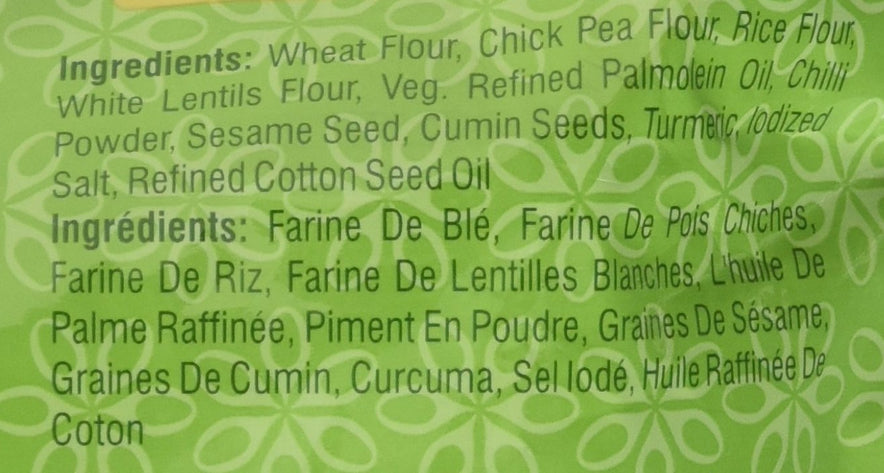 Ingredients: Wheat Flour, Chick Pea Flour, Rice Flour,
White Lentils Flour, Veg. Refined Palmolein Oil, Chilli
Powder, Sesame Seed, Cumin Seeds, Turmeric, Iodized
Salt, Refined Cotton Seed Oil
Ingrédients: Farine De Blé, Farine De Pois Chiches,
Farine De Riz, Farine De Lentilles Blanches, L'huile De
Palme Raffinée, Piment En Poudre, Graines De Sésame,
Graines De Cumin, Curcuma, Sel Iodé, Huile Raffinée De
Coton